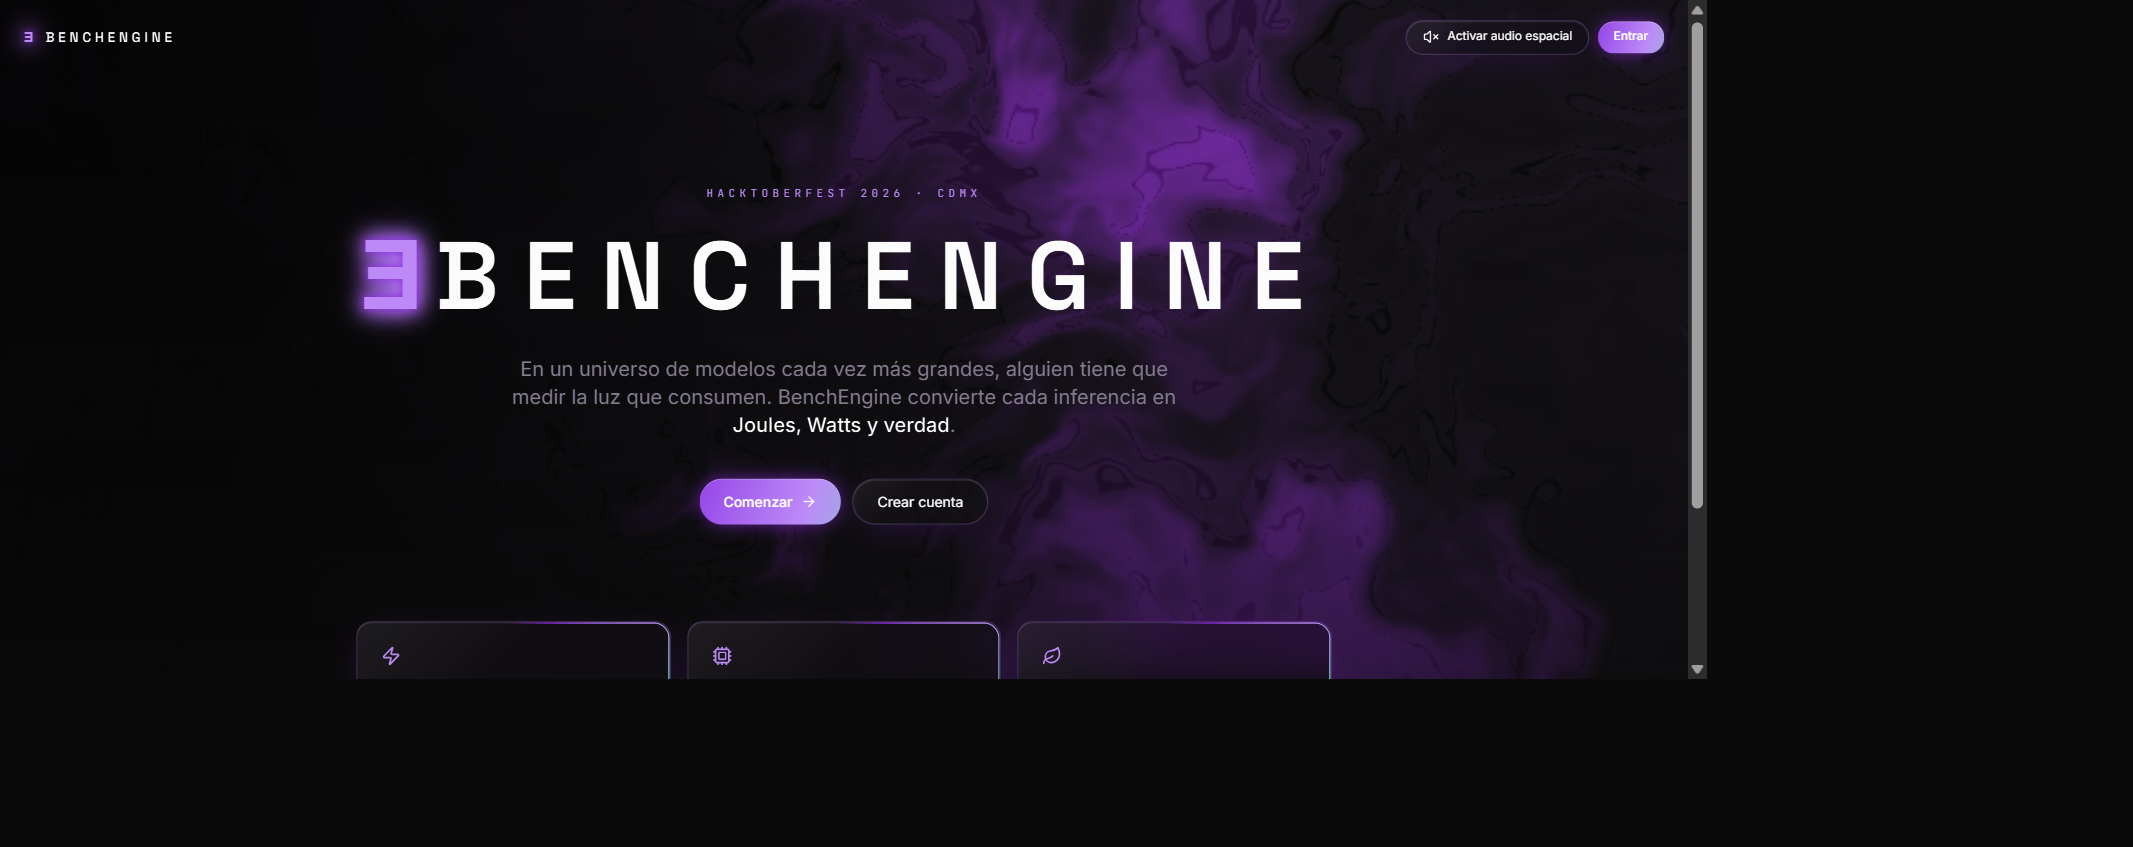 Ǝ BENCHENGINE
Activar audio espacial
Entrar
HACKTOBERFEST 2026 · CDMX
ƎBENCHENGINE
En un universo de modelos cada vez más grandes, alguien tiene que
medir la luz que consumen. BenchEngine convierte cada inferencia en
Joules, Watts y verdad.
Comenzar →
Crear cuenta